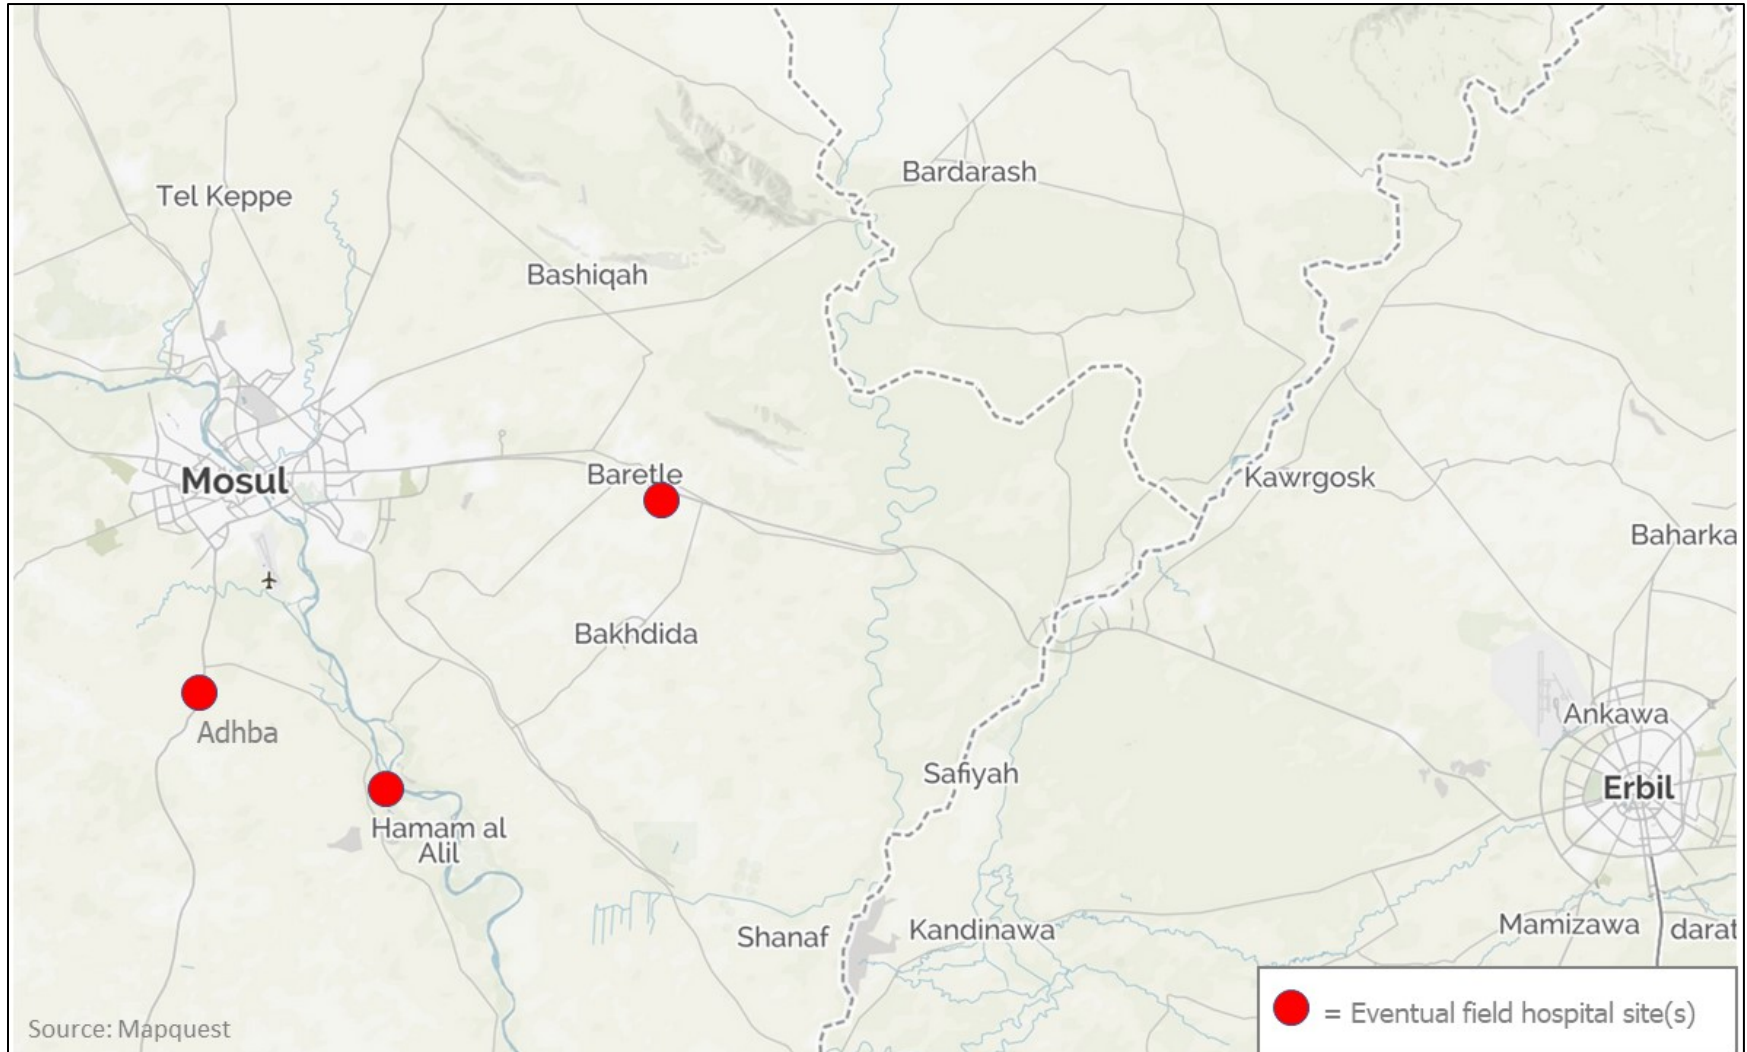 Bardarash
Tel Keppe
Bashiqah
Baretle
Mosul
Kawrgosk
Baharka
Bakhdida
Adhba
Ankawa
Safiyah
Erbil
Hamam al
Alil
Mamizawa
darat
Shanaf
Kandinawa
= Eventual field hospital site(s)
Source: Mapquest